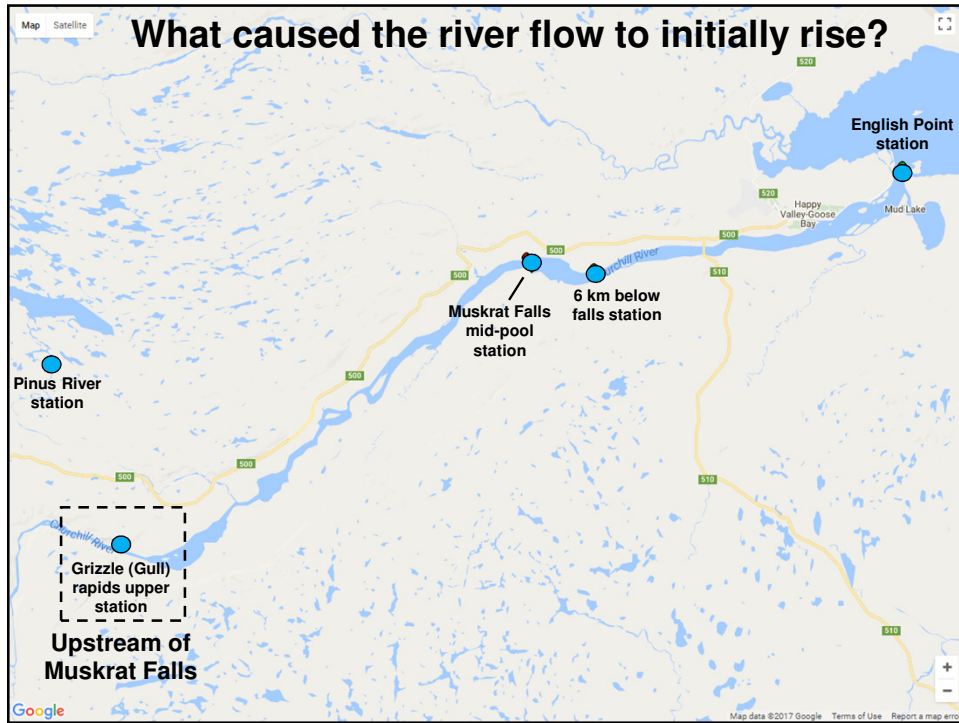 Map Satellite
What caused the river flow to initially rise?
520
English Point
station
520
Happy
Valley-Goose
Bay
Mud Lake
500
500
500
Churchill River
510
Muskrat Falls
mid-pool
station
6 km below
falls station
Pinus River
station
500
500
500
510
Churchill River
Grizzle (Gull)
rapids upper
station
Upstream of
Muskrat Falls
510
+
−
Google
Map data ©2017 Google Terms of Use Report a map erro